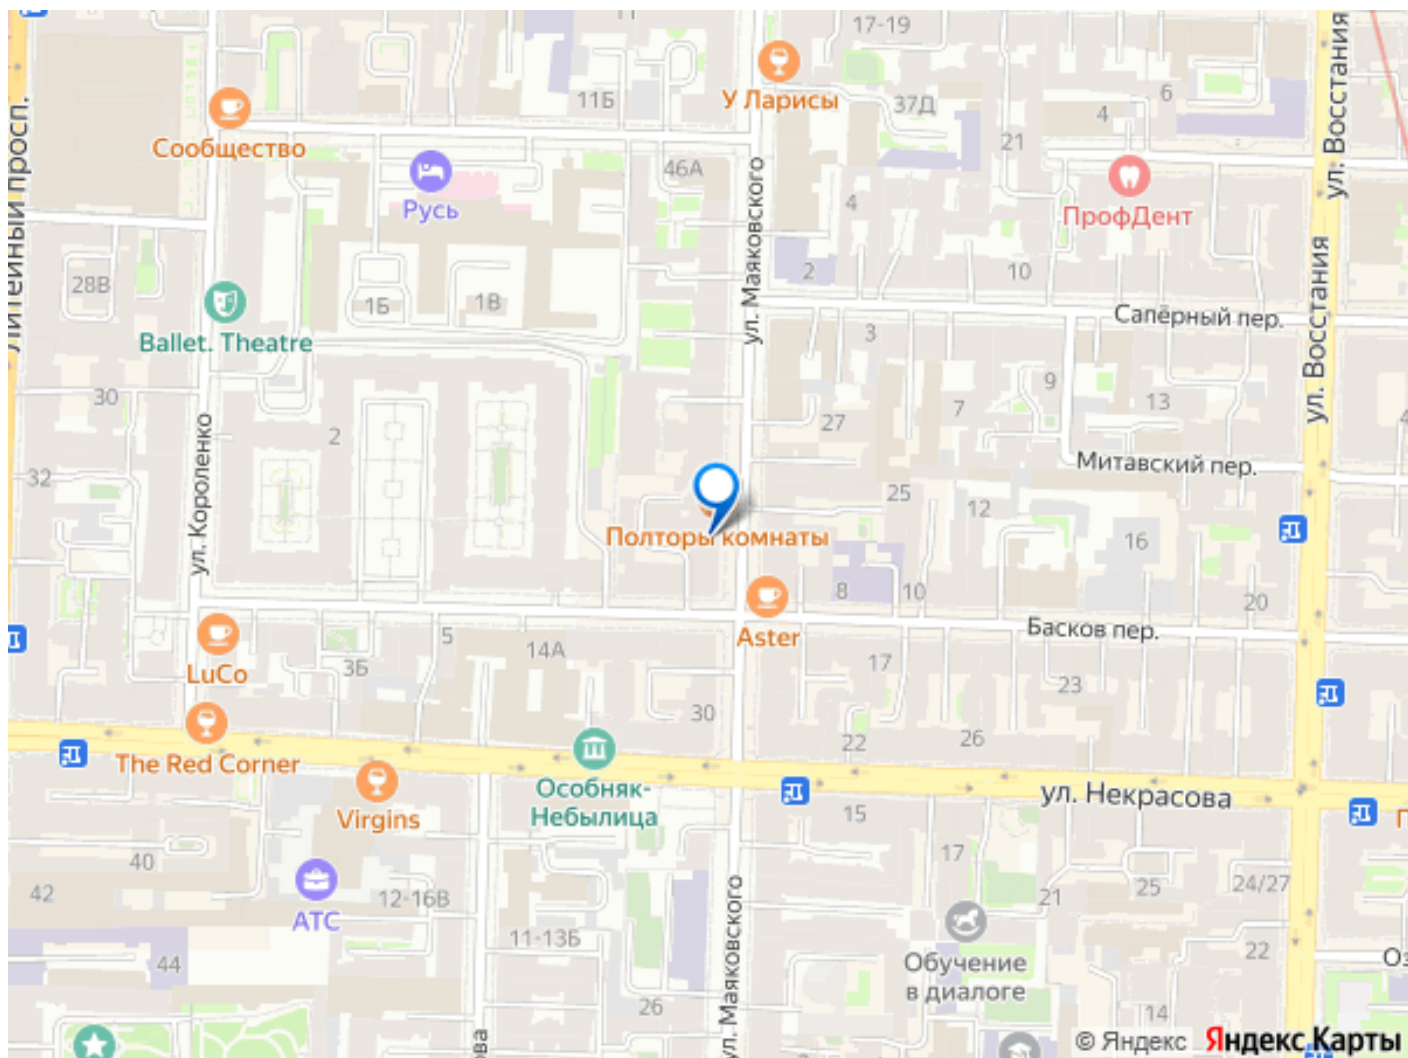 17-19
У Ларисы
11Б
37Д
6
4
21
Сообщество
Литейный просп.
ул. Восстания
46А
Русь
ПрофДент
ул. Маяковского
4
2
10
28В
1Б
1В
Ballet. Theatre
Сапёрный пер.
3
ул. Восстания
30
9
7
13
27
2
32
ул. Короленко
Митавский пер.
25
12
16
Полторы комнаты
8
10
20
Aster
Басков пер.
LuCo
3Б
5
14А
17
23
30
22
26
The Red Corner
Особняк-
Небылица
ул. Некрасова
Virgins
15
17
40
42
АТС
12-16В
21
25
24/27
ул. Маяковского
11-13Б
44
Обучение
в диалоге
22
Оз
26
14
ова
© Яндекс Яндекс Карты